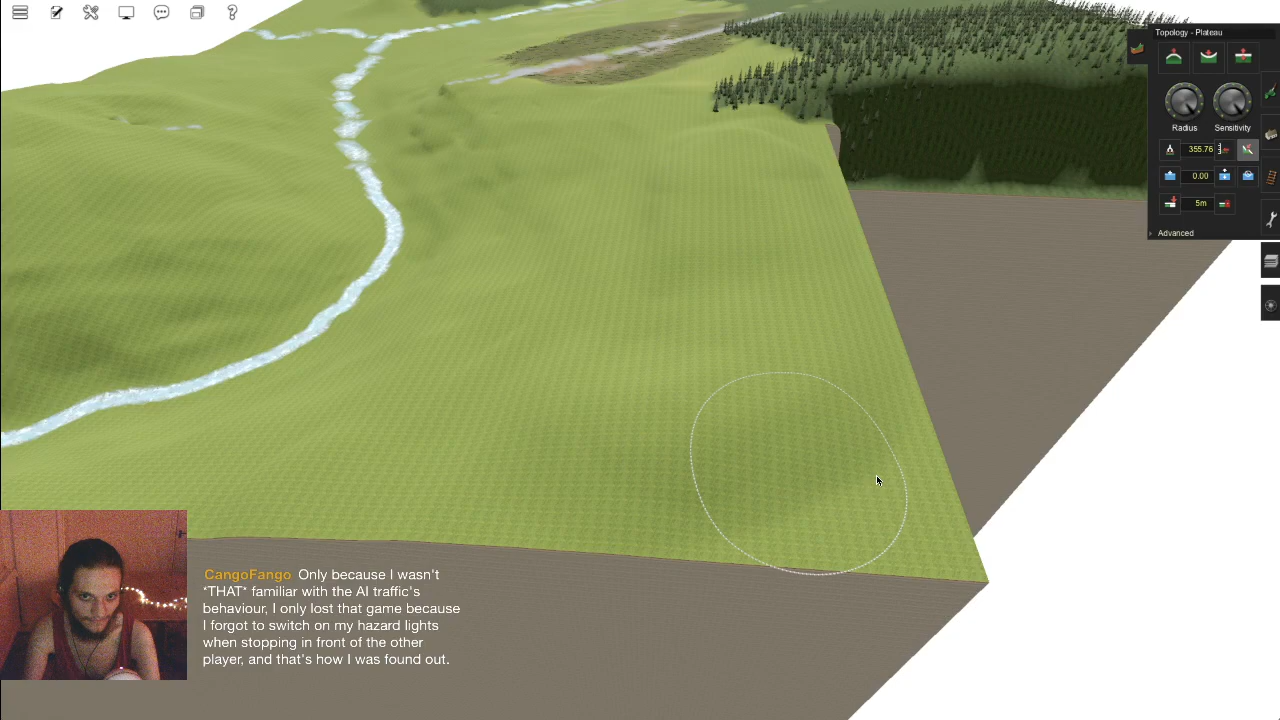 Topology - Plateau
Radius
Sensitivity
355.76
0.00
5m
Advanced
CangoFango Only because I wasn't
*THAT* familiar with the AI traffic's
behaviour, I only lost that game because
I forgot to switch on my hazard lights
when stopping in front of the other
player, and that's how I was found out.